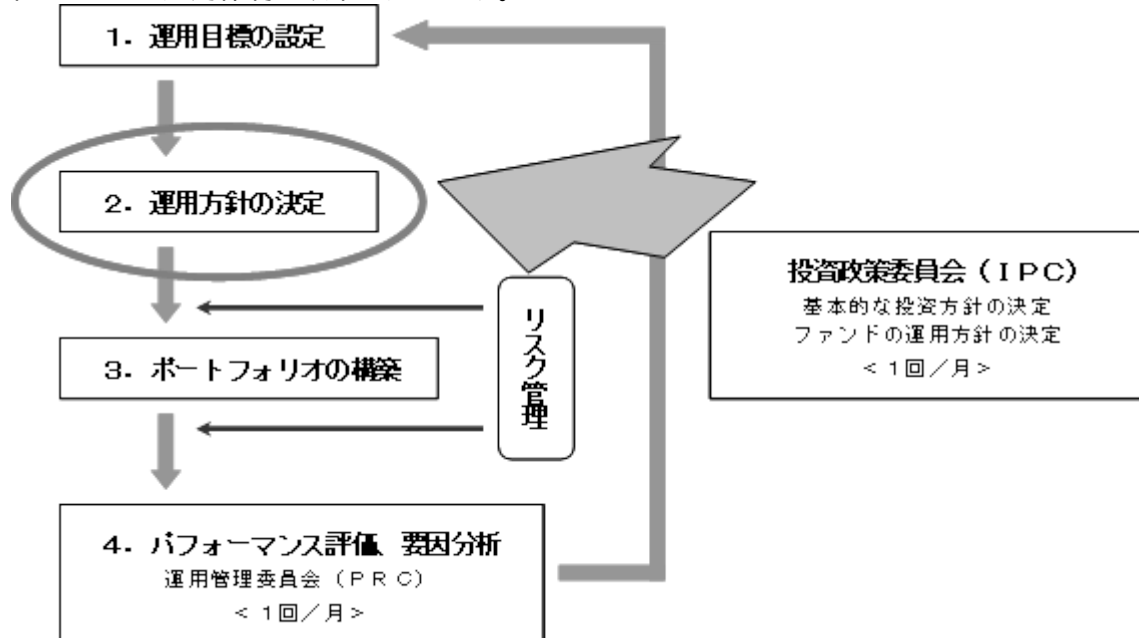 1．運用目標の設定
2．運用方針の決定
投資政策委員会（IPC）
基本的な投資方針の決定
ファンドの運用方針の決定
＜1回／月＞
リスク管理
3．ポートフォリオの構築
4．パフォーマンス評価、要因分析
運用管理委員会（PRC）
＜1回／月＞